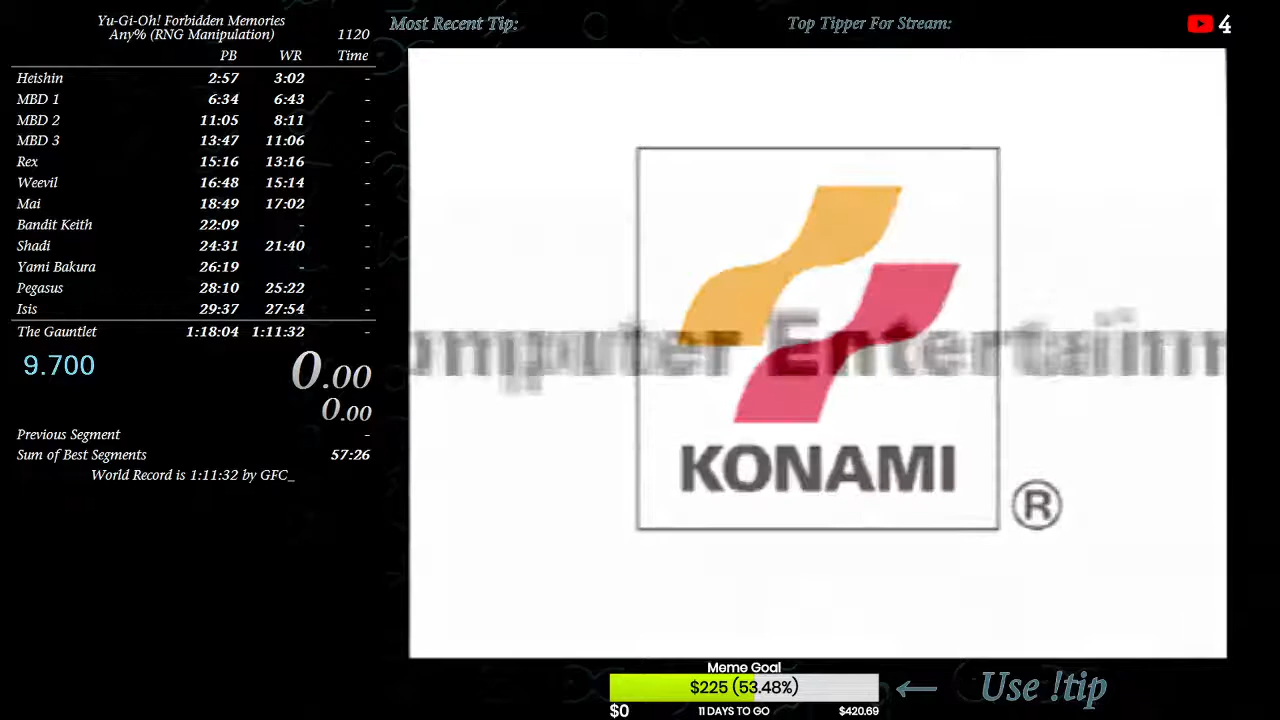 Yu-Gi-Oh! Forbidden Memories
Any% (RNG Manipulation) 1120
PB WR Time
Heishin 2:57 3:02 -
MBD 1 6:34 6:43 -
MBD 2 11:05 8:11 -
MBD 3 13:47 11:06 -
Rex 15:16 13:16 -
Weevil 16:48 15:14 -
Mai 18:49 17:02 -
Bandit Keith 22:09 - -
Shadi 24:31 21:40 -
Yami Bakura 26:19 - -
Pegasus 28:10 25:22 -
Isis 29:37 27:54 -
The Gauntlet 1:18:04 1:11:32 -
9.700 0.00
0.00
Previous Segment -
Sum of Best Segments 57:26
World Record is 1:11:32 by GFC_
Most Recent Tip: Top Tipper For Stream: 4
omputer Entertainm
KONAMI ®
Meme Goal
$225 (53.48%)
$0 11 DAYS TO GO $420.69
← Use !tip